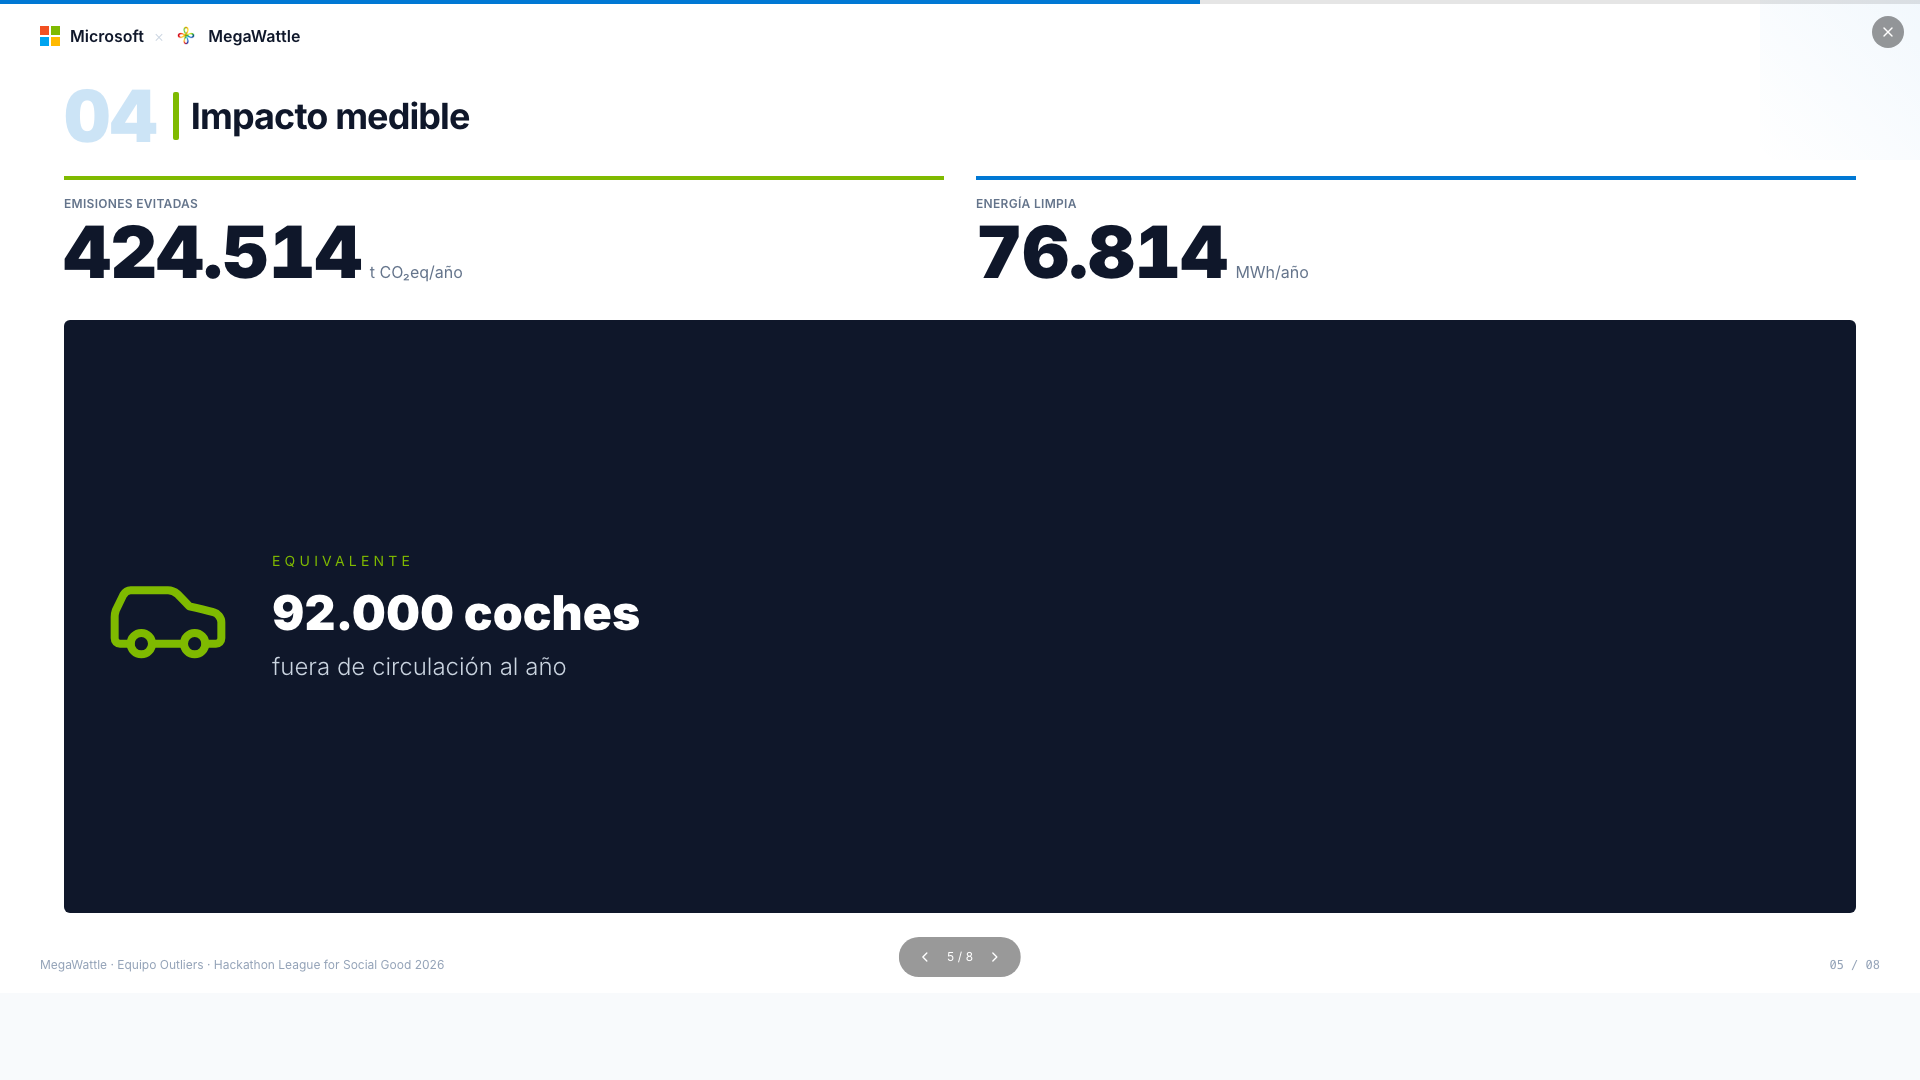 Microsoft × MegaWattle
04 Impacto medible
EMISIONES EVITADAS
424.514 t CO₂eq/año
ENERGÍA LIMPIA
76.814 MWh/año
EQUIVALENTE
92.000 coches
fuera de circulación al año
MegaWattle · Equipo Outliers · Hackathon League for Social Good 2026
5 / 8
05 / 08